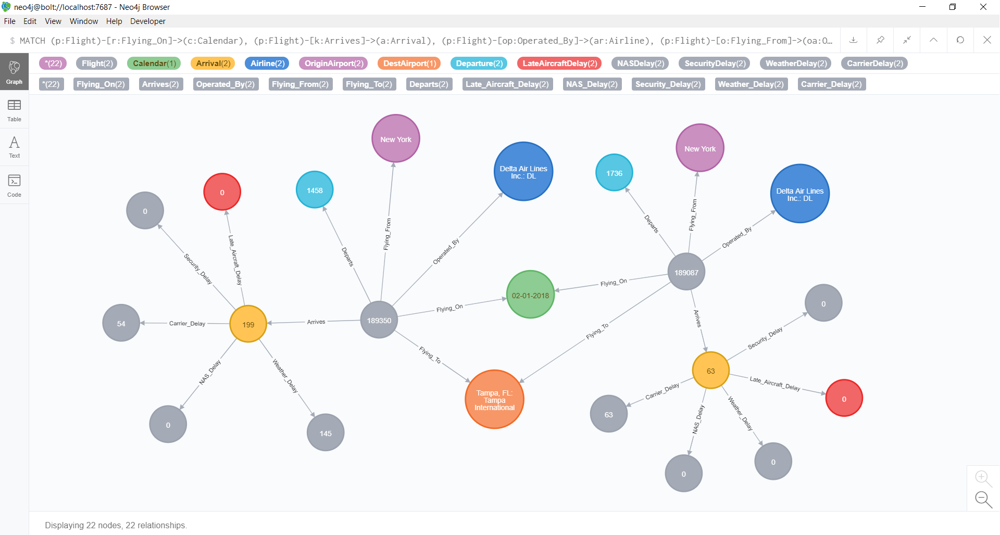 neo4j@bolt://localhost:7687 - Neo4j Browser
File Edit View Window Help Developer
$ MATCH (p:Flight)-[r:Flying_On]->(c:Calendar), (p:Flight)-[k:Arrives]->(a:Arrival), (p:Flight)-[op:Operated_By]->(ar:Airline), (p:Flight)-[o:Flying_From]->(oa:O...
*(22) Flight(2) Calendar(1) Arrival(2) Airline(2) OriginAirport(2) DestAirport(1) Departure(2) LateAircraftDelay(2) NASDelay(2) SecurityDelay(2) WeatherDelay(2) CarrierDelay(2)
*(22) Flying_On(2) Arrives(2) Operated_By(2) Flying_From(2) Flying_To(2) Departs(2) Late_Aircraft_Delay(2) NAS_Delay(2) Security_Delay(2) Weather_Delay(2) Carrier_Delay(2)
Graph
Table
Text
Code
New York
New York
Delta Air Lines
Inc.: DL
1736
1458
Delta Air Lines
Inc.: DL
0
0
Departs
Flying_From
Flying_From
Operated_By
Operated_By
Departs
Late_Aircraft_Delay
Security_Delay
189087
Flying_On
02-01-2018
0
Flying_On
54
Carrier_Delay
199
Arrives
189350
Arrives
Flying_To
Flying_To
Security_Delay
NAS_Delay
Weather_Delay
63
Late_Aircraft_Delay
Carrier_Delay
Tampa, FL:
Tampa
International
0
63
NAS_Delay
Weather_Delay
0
145
0
0
Displaying 22 nodes, 22 relationships.